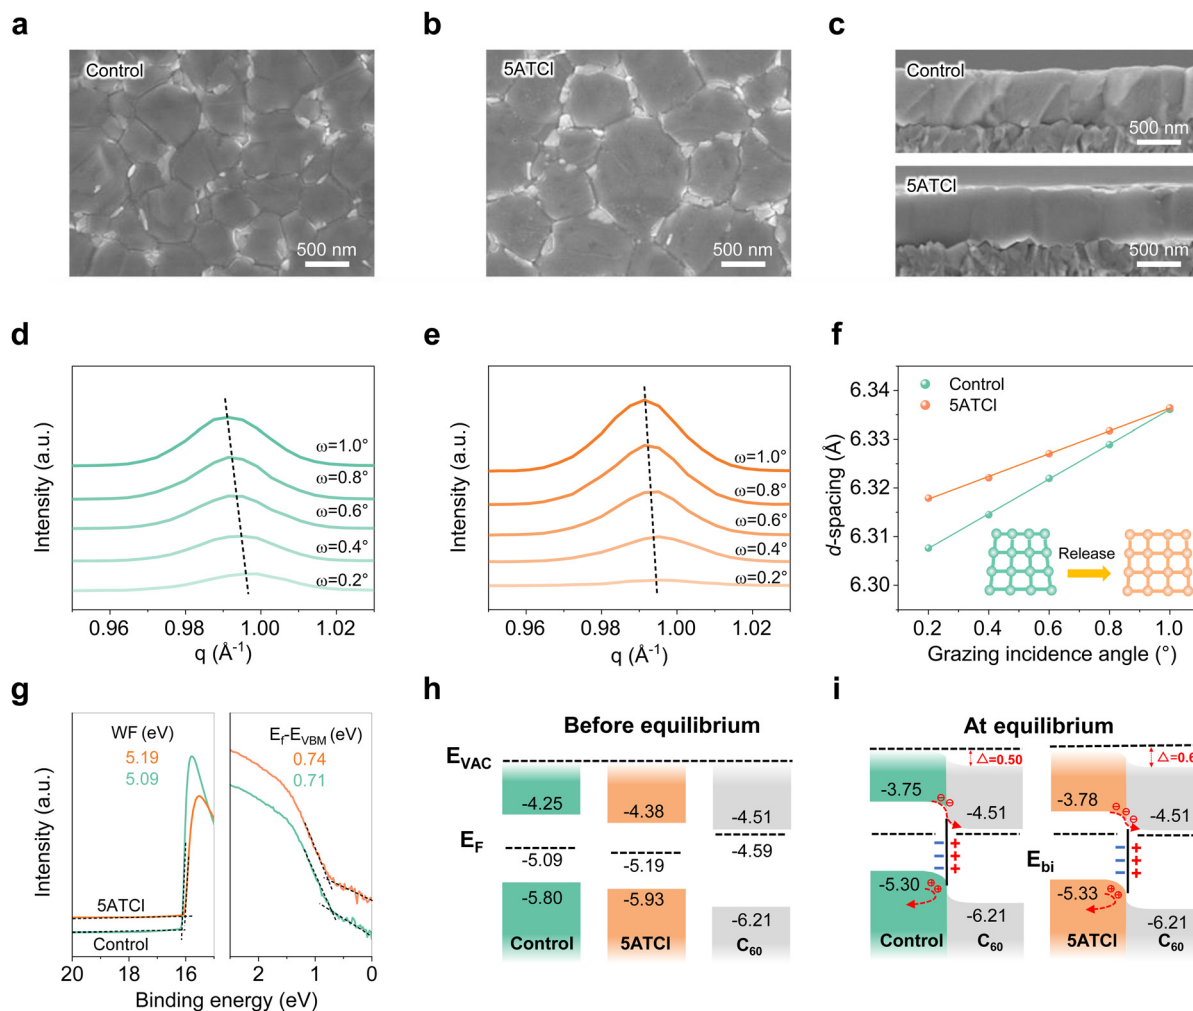 a
b
c
Control
500 nm
5ATCl
500 nm
Control
500 nm
5ATCl
500 nm
d
e
f
Intensity (a.u.)
ω=1.0°
ω=0.8°
ω=0.6°
ω=0.4°
ω=0.2°
0.96 0.98 1.00 1.02
q (Å⁻¹)
Intensity (a.u.)
ω=1.0°
ω=0.8°
ω=0.6°
ω=0.4°
ω=0.2°
0.96 0.98 1.00 1.02
q (Å⁻¹)
d-spacing (Å)
6.34
6.33
6.32
6.31
6.30
Control
5ATCl
Release
0.2 0.4 0.6 0.8 1.0
Grazing incidence angle (°)
g
h
i
Intensity (a.u.)
WF (eV)
5.19
5.09
5ATCl
Control
20 18 16
E_f-E_VBM (eV)
0.74
0.71
2 1 0
Binding energy (eV)
Before equilibrium
E_VAC
-4.25
-4.38
-4.51
E_F
-5.09
-5.19
-4.59
-5.80
-5.93
-6.21
Control
5ATCl
C₆₀
At equilibrium
△=0.50
-3.75
-4.51
-5.30
-6.21
Control
C₆₀
E_bi
△=0.6
-3.78
-4.51
-5.33
-6.21
5ATCl
C₆₀